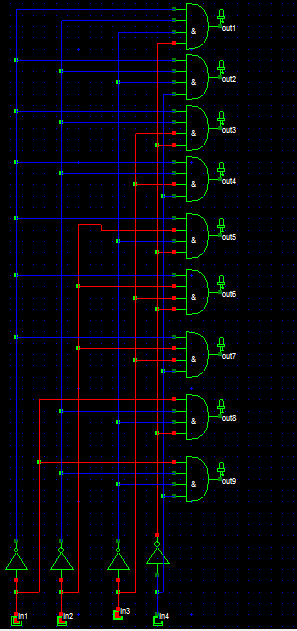 out1
&
out2
&
out3
&
out4
&
out5
&
out6
&
out7
&
out8
&
out9
&
In1
In2
In3
In4